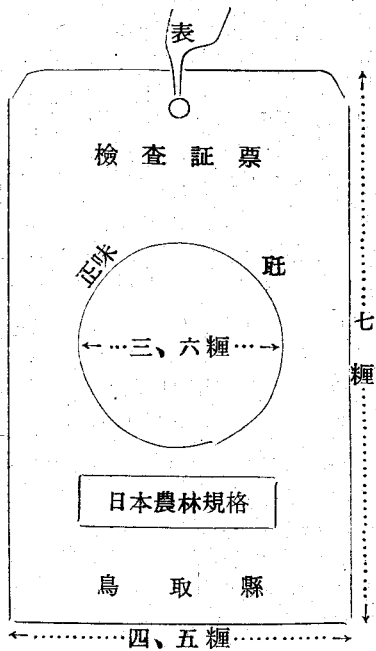 表
検査証票
正味
瓩
三、六糎
七糎
日本農林規格
鳥取縣
四、五糎